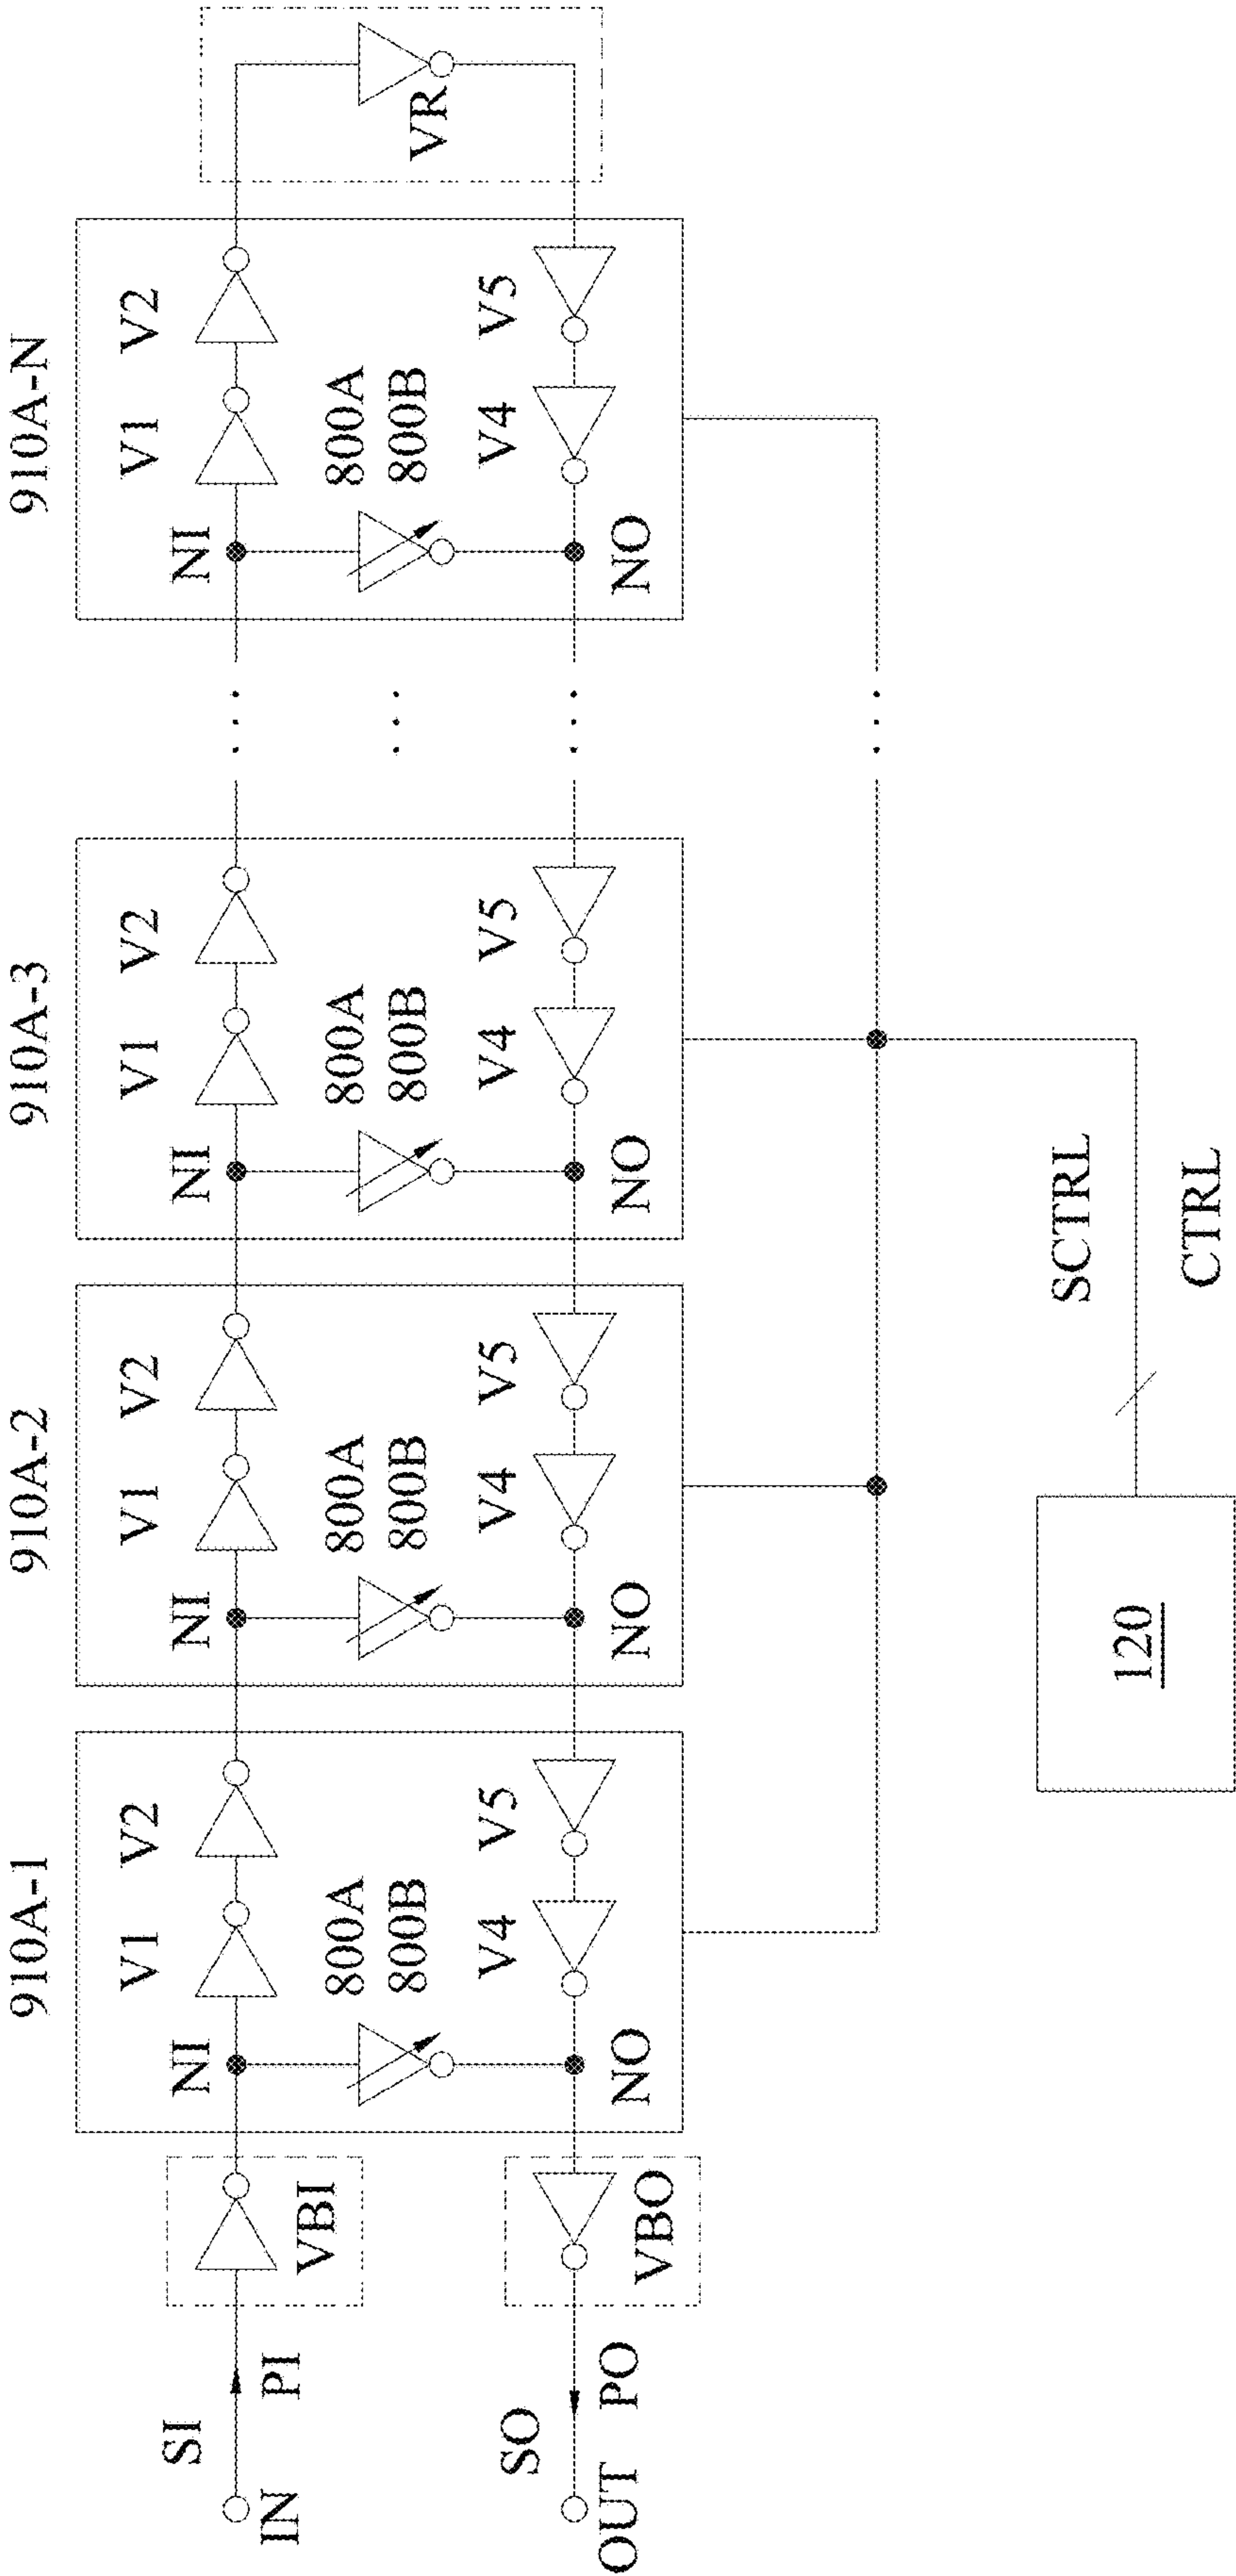 910A-1 910A-2 910A-3 910A-N
V1 V2 V1 V2 V1 V2 V1 V2
SI NI NI NI NI
IN PI VBI
800A 800A 800A 800A VR
800B 800B 800B 800B
V4 V5 V4 V5 V4 V5 V4 V5
SO NO NO NO NO
OUT PO VBO
SCTRL
120 CTRL